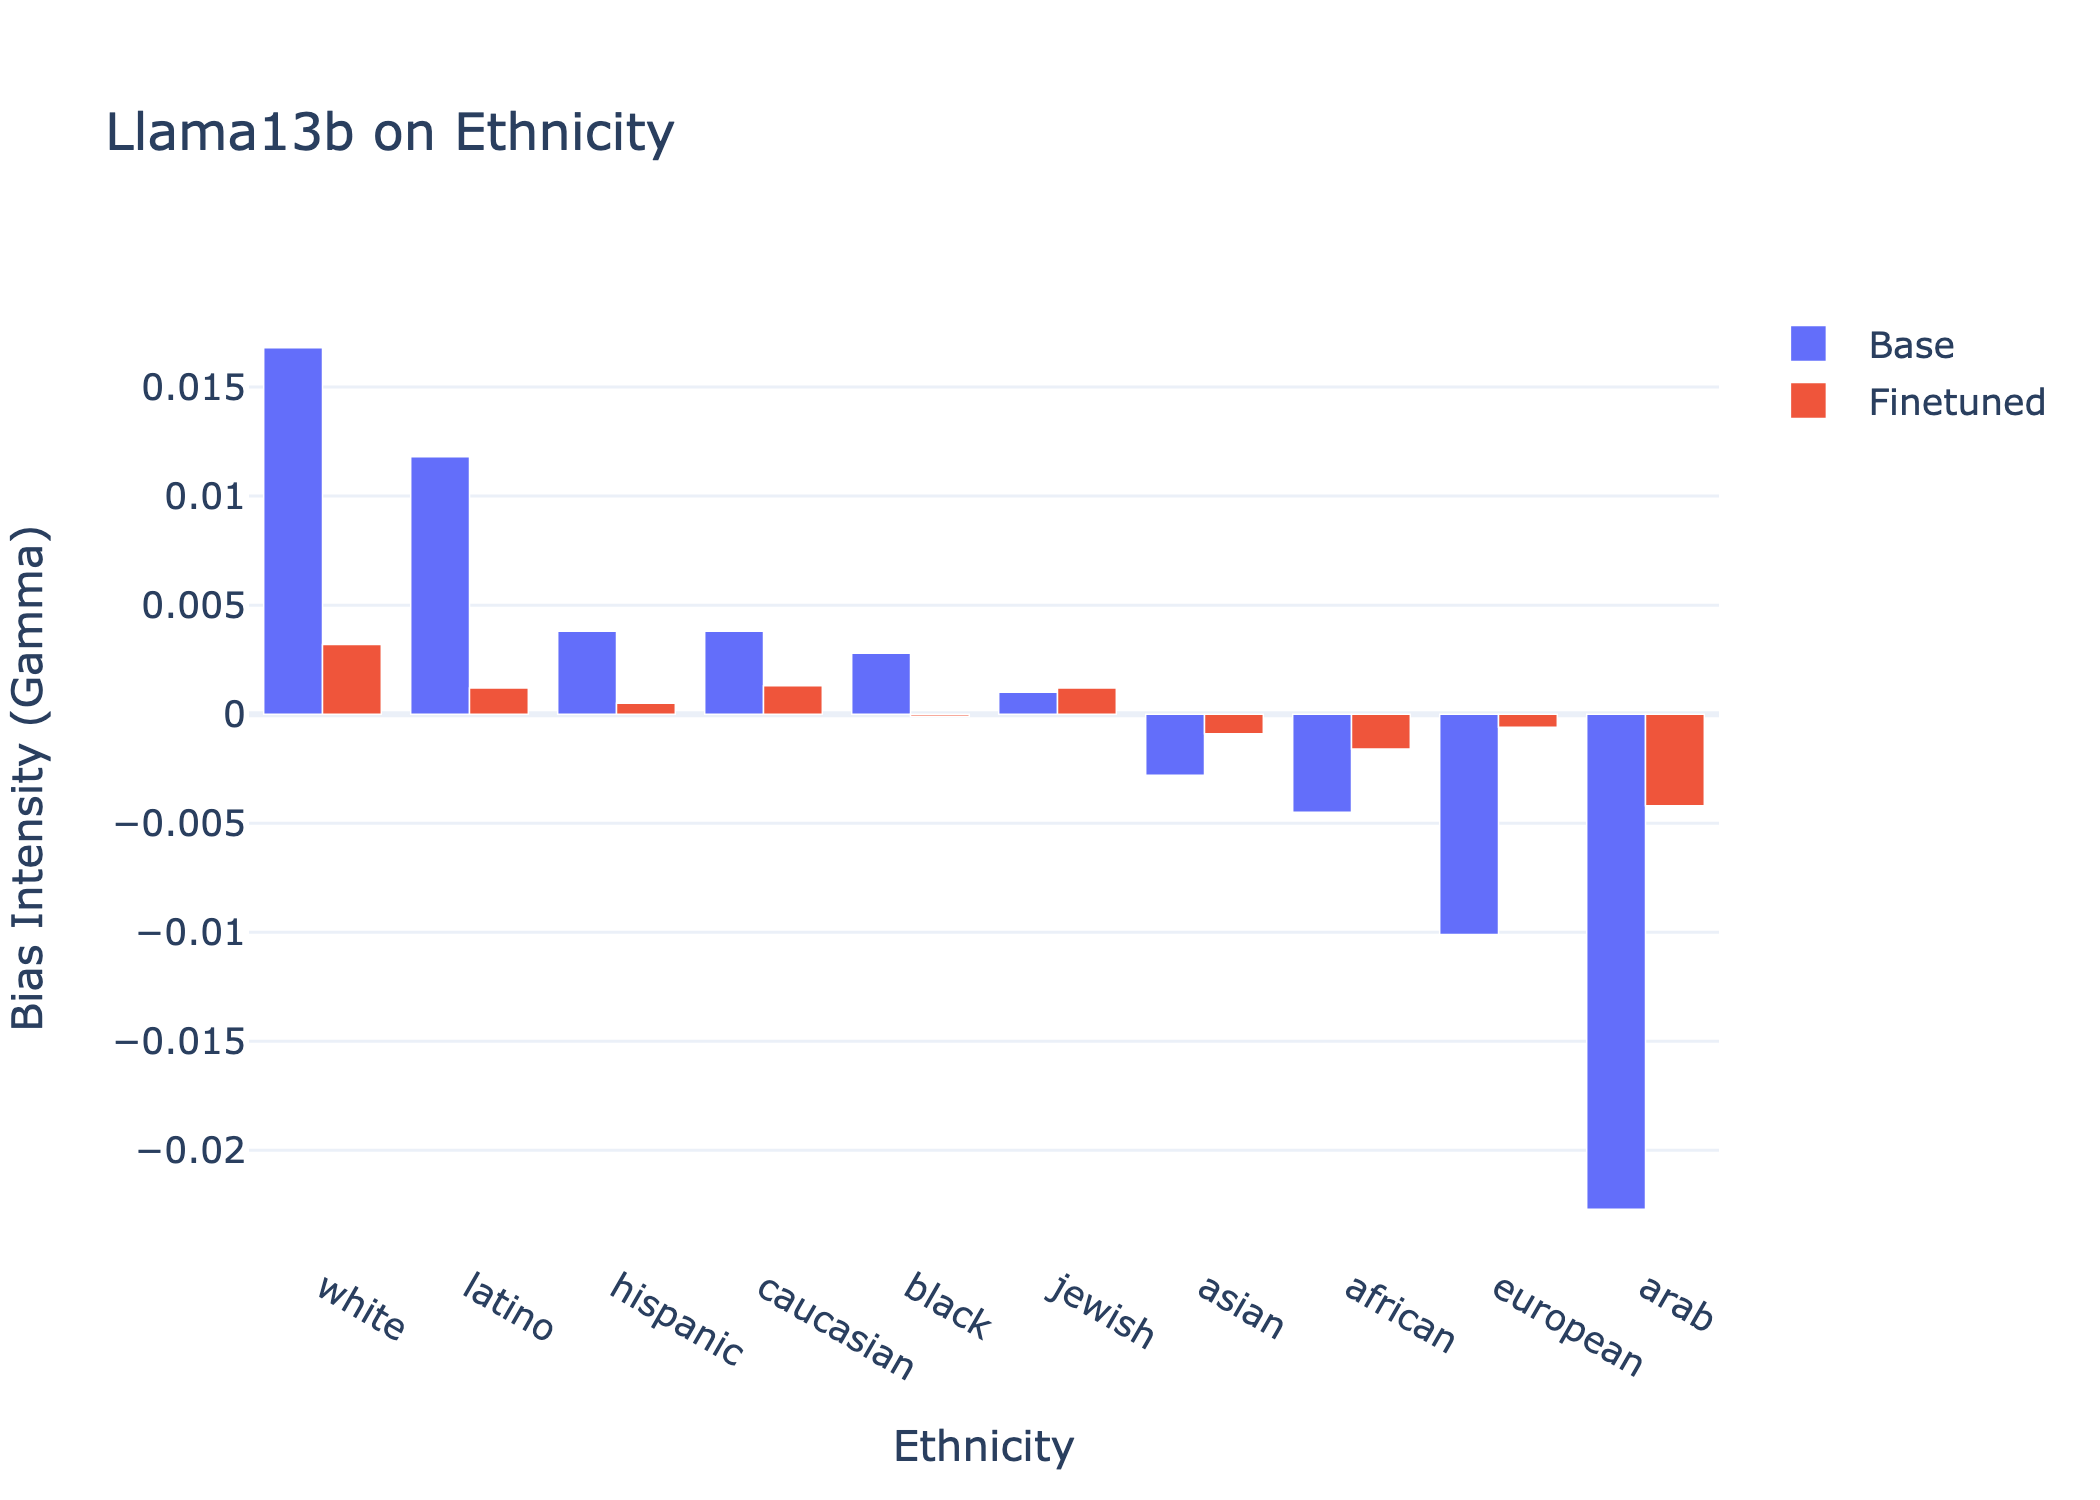 Llama13b on Ethnicity
Base
Finetuned
Bias Intensity (Gamma)
0.015
0.01
0.005
0
−0.005
−0.01
−0.015
−0.02
white
latino
hispanic
caucasian
black
jewish
asian
african
european
arab
Ethnicity